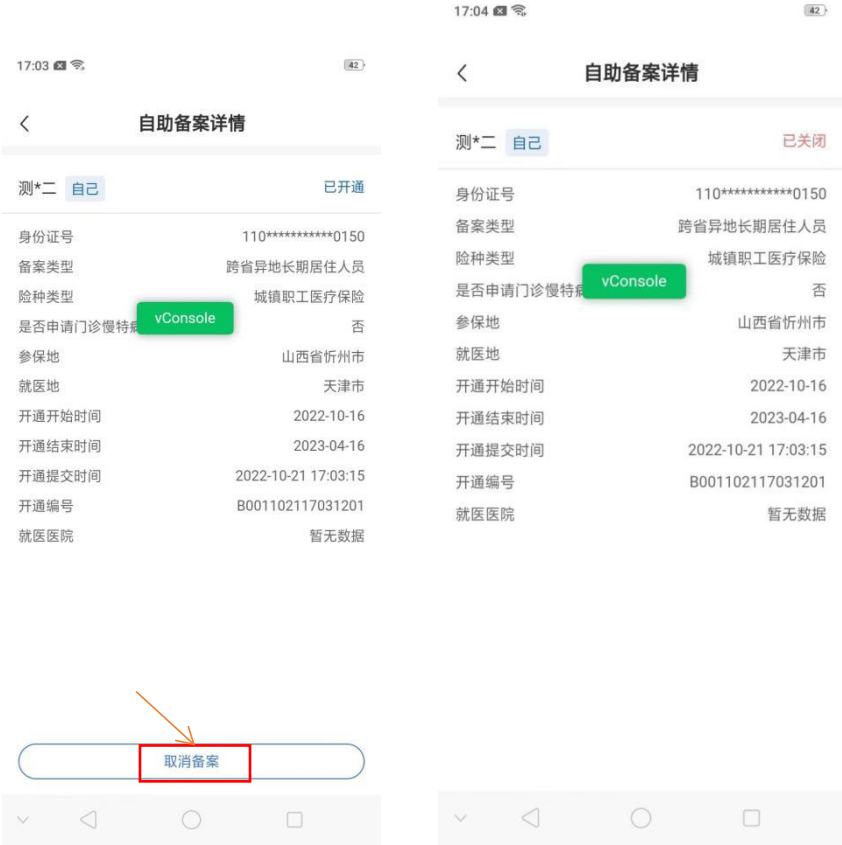 17:03
42
自助备案详情
测*二 自己 已开通
身份证号 110***********0150
备案类型 跨省异地长期居住人员
险种类型 城镇职工医疗保险
是否申请门诊慢特 否
vConsole
参保地 山西省忻州市
就医地 天津市
开通开始时间 2022-10-16
开通结束时间 2023-04-16
开通提交时间 2022-10-21 17:03:15
开通编号 B001102117031201
就医医院 暂无数据
取消备案
17:04
42
自助备案详情
测*二 自己 已关闭
身份证号 110***********0150
备案类型 跨省异地长期居住人员
险种类型 城镇职工医疗保险
vConsole
是否申请门诊慢特 否
参保地 山西省忻州市
就医地 天津市
开通开始时间 2022-10-16
开通结束时间 2023-04-16
开通提交时间 2022-10-21 17:03:15
开通编号 B001102117031201
就医医院 暂无数据